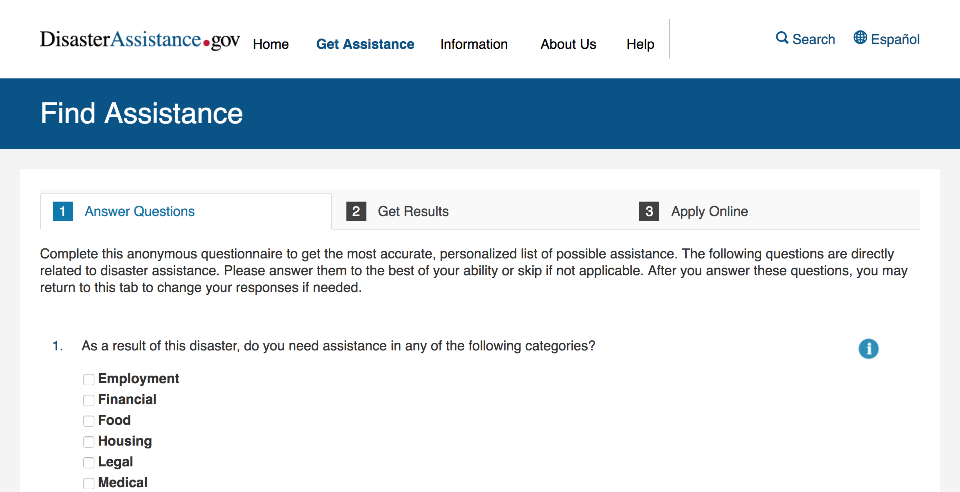 DisasterAssistance.gov Home Get Assistance Information About Us Help Search Español
Find Assistance
1 Answer Questions 2 Get Results 3 Apply Online
Complete this anonymous questionnaire to get the most accurate, personalized list of possible assistance. The following questions are directly
related to disaster assistance. Please answer them to the best of your ability or skip if not applicable. After you answer these questions, you may
return to this tab to change your responses if needed.
1. As a result of this disaster, do you need assistance in any of the following categories? i
Employment
Financial
Food
Housing
Legal
Medical